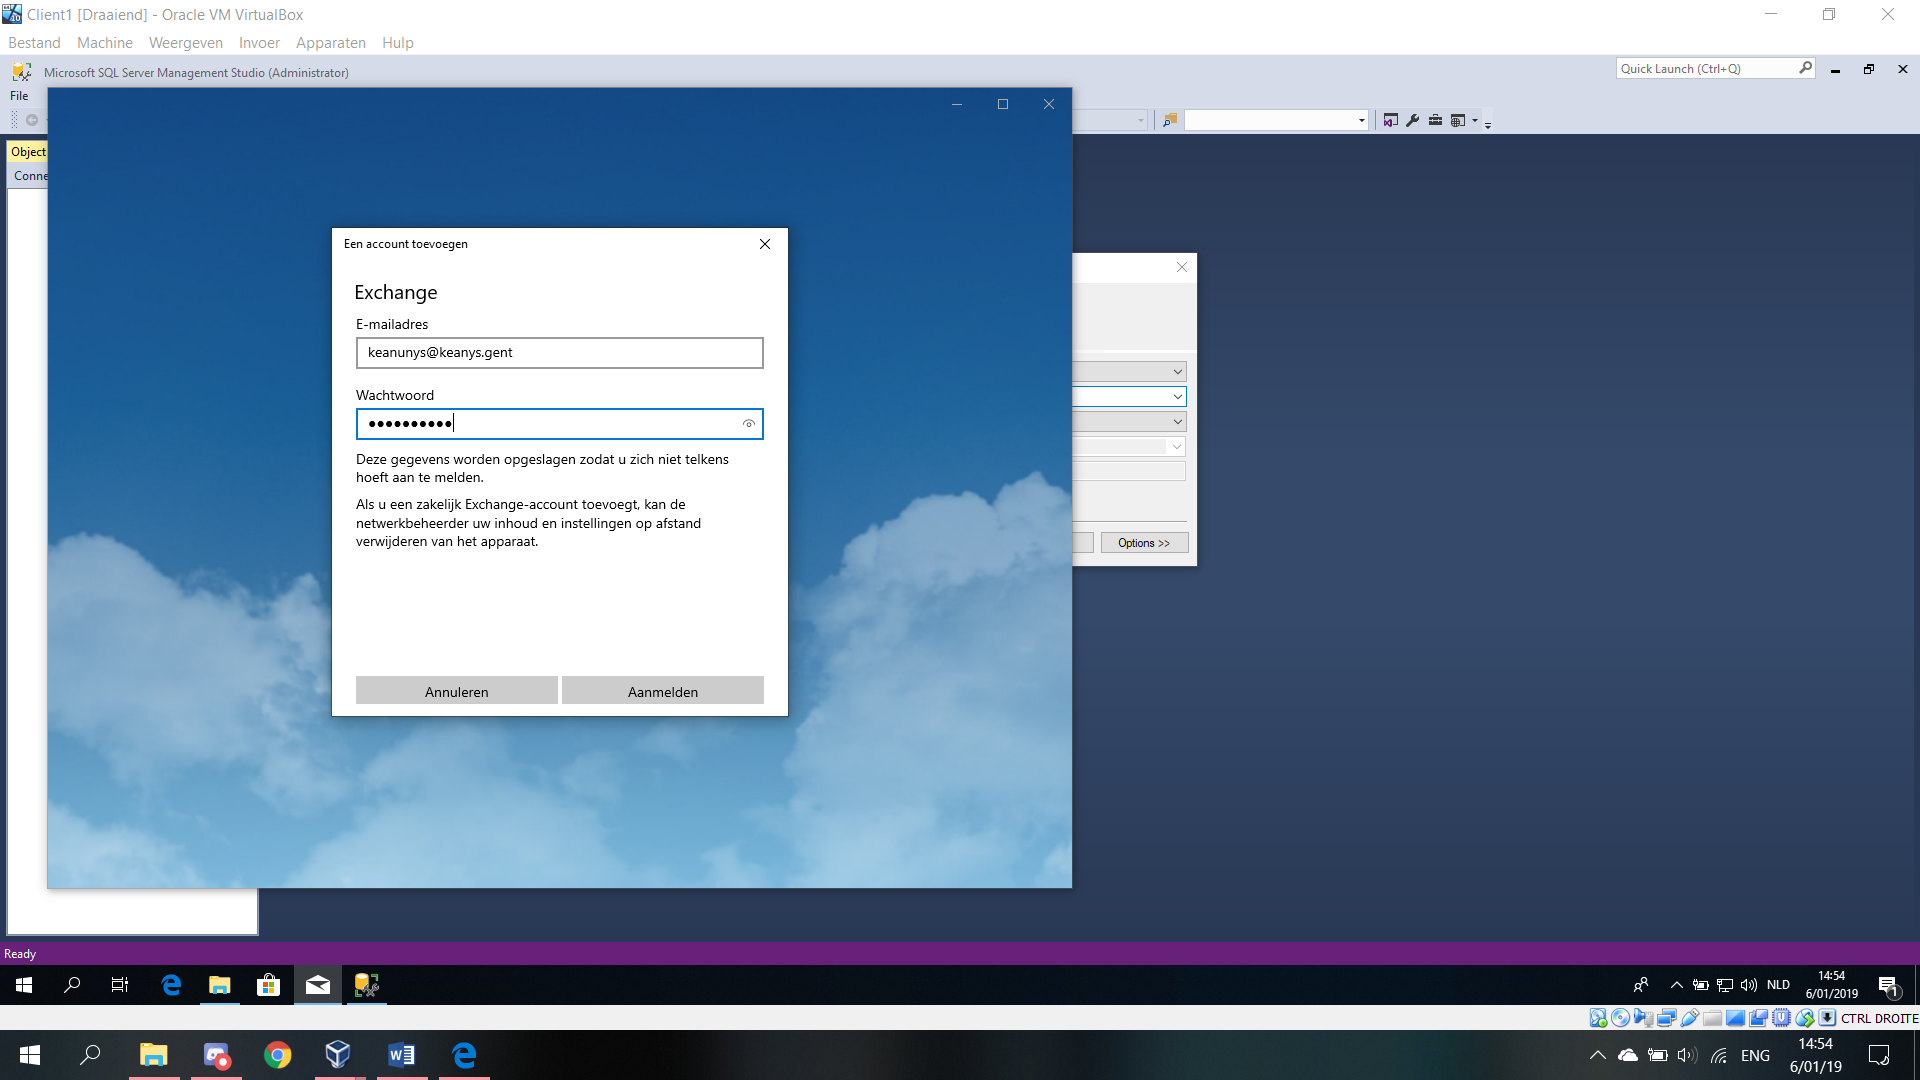 Client1 [Draaiend] - Oracle VM VirtualBox
Bestand Machine Weergeven Invoer Apparaten Hulp
Microsoft SQL Server Management Studio (Administrator)
Quick Launch (Ctrl+Q)
File
Object
Conne
Een account toevoegen
Exchange
E-mailadres
keanunys@keanys.gent
Wachtwoord
••••••••••
Deze gegevens worden opgeslagen zodat u zich niet telkens
hoeft aan te melden.
Als u een zakelijk Exchange-account toevoegt, kan de
netwerkbeheerder uw inhoud en instellingen op afstand
verwijderen van het apparaat.
Annuleren Aanmelden
Options >>
Ready
NLD
14:54
6/01/2019
1
CTRL DROITE
ENG
14:54
6/01/19